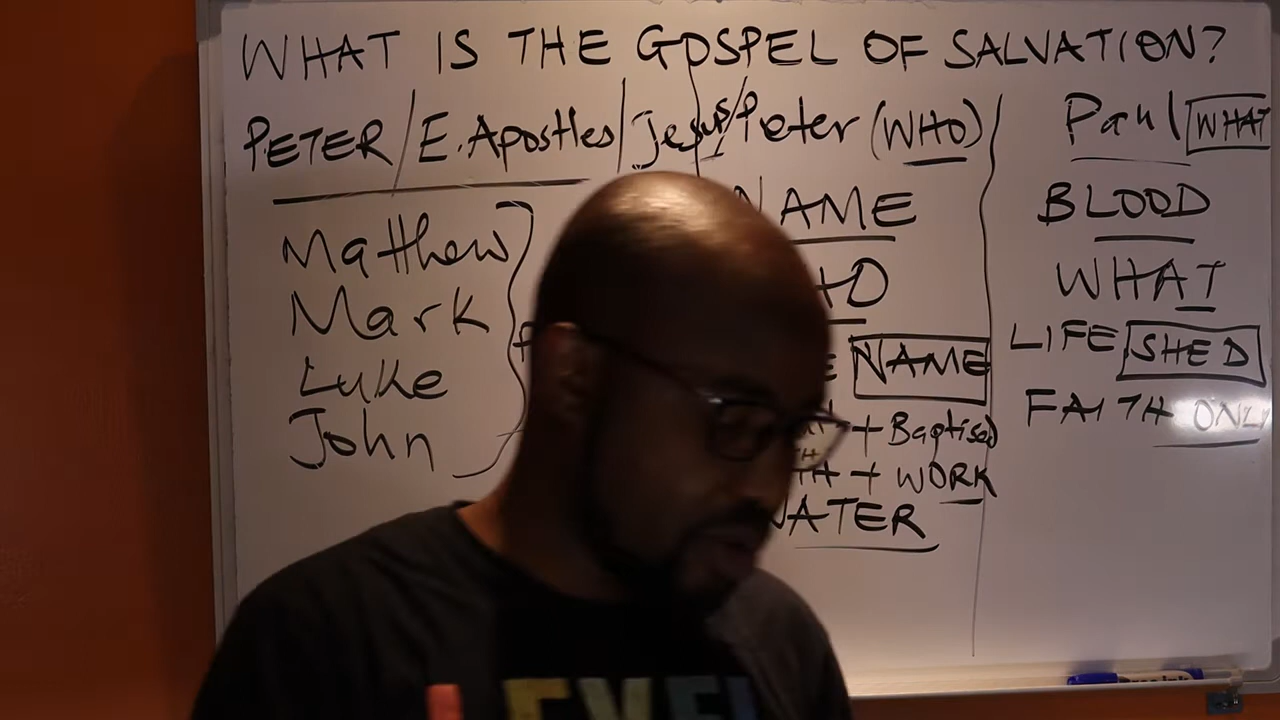 WHAT IS THE GOSPEL OF SALVATION?
PETER / E. Apostles / Jesus / Peter (WHO)
NAME
NAME
+ Baptised
+ WORK
WATER
Matthew
Mark
Luke
John
Paul WHAT
BLOOD
WHAT
LIFE SHED
FAITH ONLY